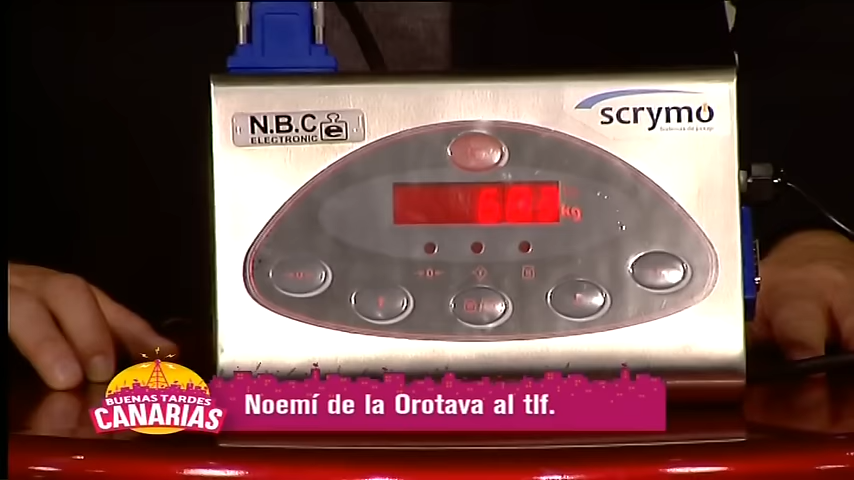 N.B.C e
ELECTRONIC
scrymo
kg
BUENAS TARDES
CANARIAS
Noemí de la Orotava al tlf.